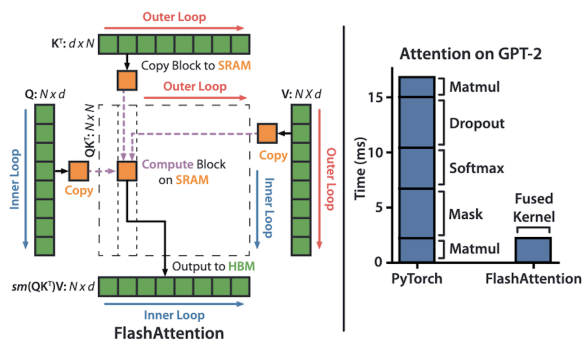 Outer Loop
Kᵀ: d x N
Copy Block to SRAM
Outer Loop
Q: N x d
V: N X d
QKᵀ: N x N
Copy
Inner Loop
Copy
Compute Block
on SRAM
Inner Loop
Outer Loop
Output to HBM
sm(QKᵀ)V: N x d
Inner Loop
FlashAttention
Attention on GPT-2
Time (ms)
15
10
5
0
Matmul
Dropout
Softmax
Mask
Matmul
Fused
Kernel
PyTorch
FlashAttention